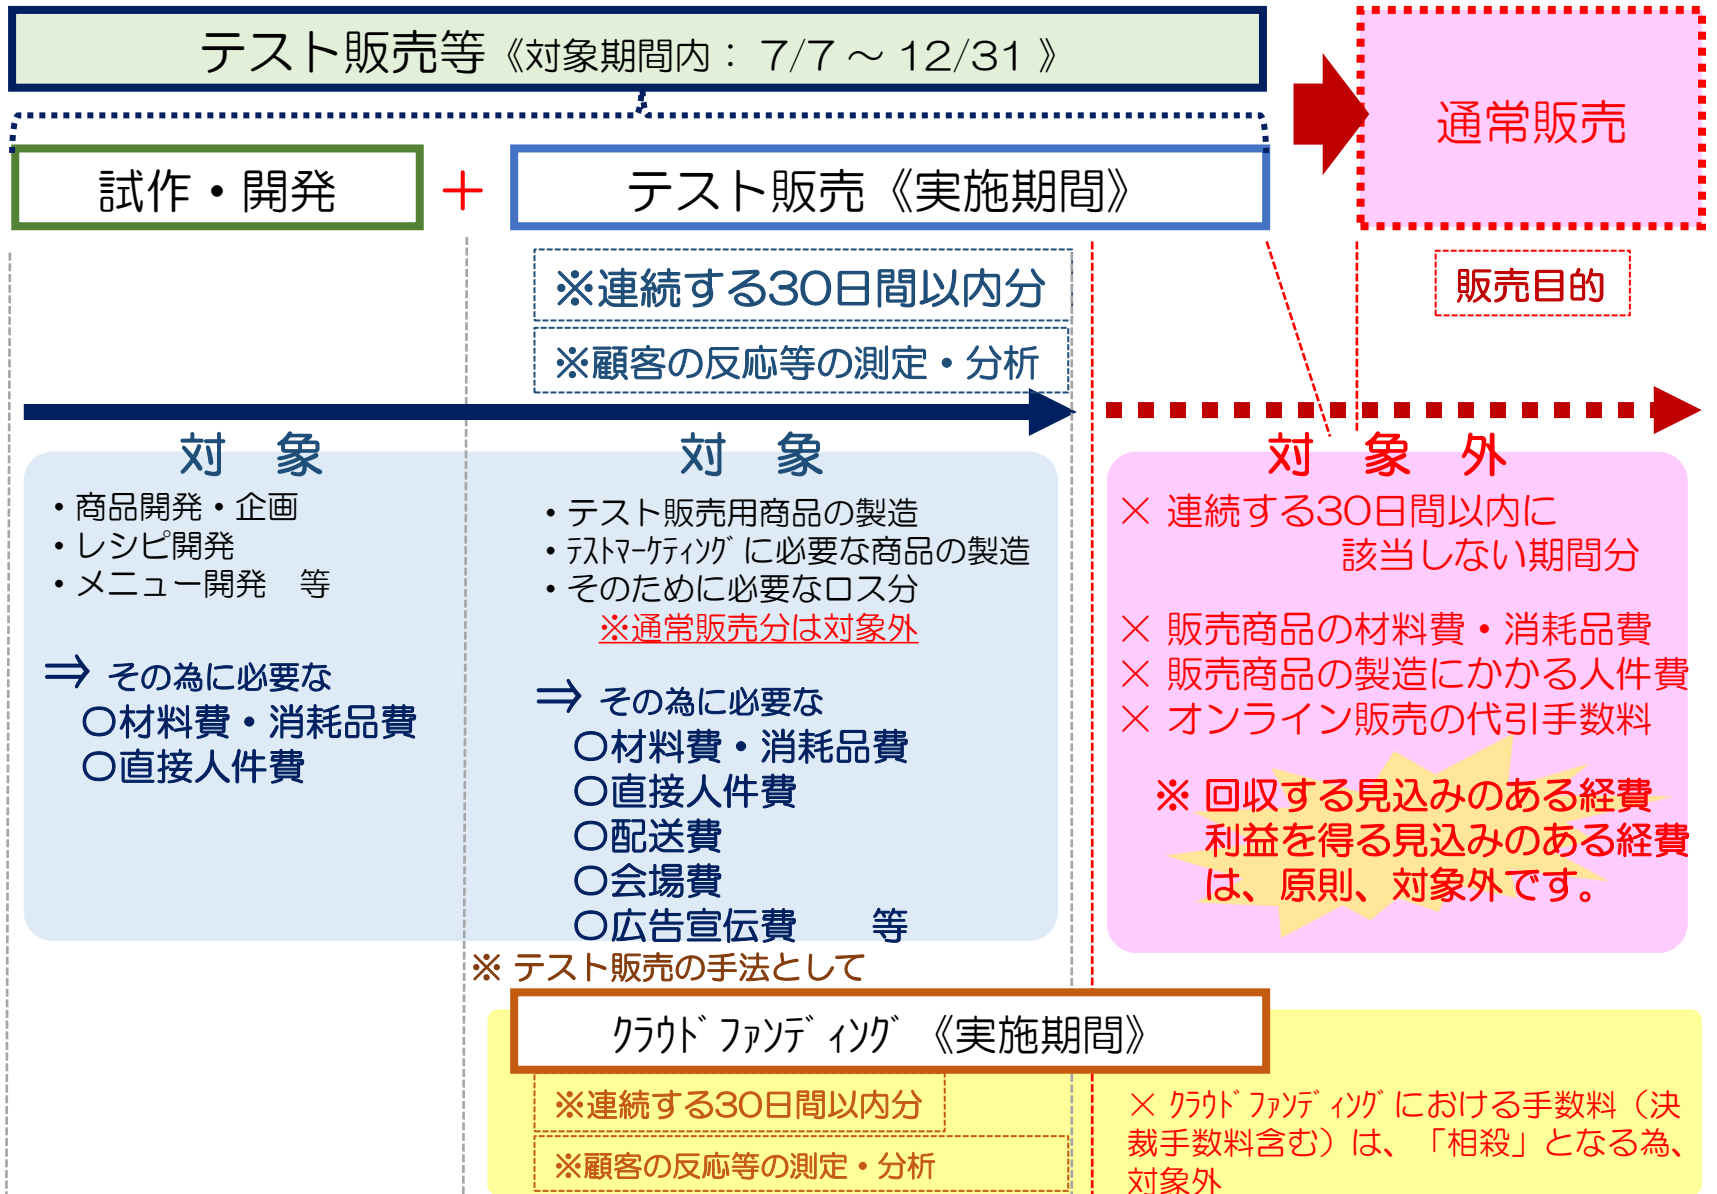 テスト販売等《対象期間内： 7/7 ～ 12/31 》
通常販売
試作・開発
＋
テスト販売《実施期間》
※連続する30日間以内分
※顧客の反応等の測定・分析
販売目的
対　象
・商品開発・企画
・レシピ開発
・メニュー開発　等
⇒ その為に必要な
〇材料費・消耗品費
〇直接人件費
対　象
・テスト販売用商品の製造
・ﾃｽﾄﾏｰｹﾃｨﾝｸﾞに必要な商品の製造
・そのために必要なロス分
※通常販売分は対象外
⇒ その為に必要な
〇材料費・消耗品費
〇直接人件費
〇配送費
〇会場費
〇広告宣伝費　　等
対　象　外
× 連続する30日間以内に
該当しない期間分
× 販売商品の材料費・消耗品費
× 販売商品の製造にかかる人件費
× オンライン販売の代引手数料
※ 回収する見込みのある経費
利益を得る見込みのある経費
は、原則、対象外です。
※ テスト販売の手法として
ｸﾗｳﾄﾞﾌｧﾝﾃﾞｨﾝｸﾞ《実施期間》
※連続する30日間以内分
※顧客の反応等の測定・分析
× ｸﾗｳﾄﾞﾌｧﾝﾃﾞｨﾝｸﾞにおける手数料（決
裁手数料含む）は、「相殺」となる為、
対象外